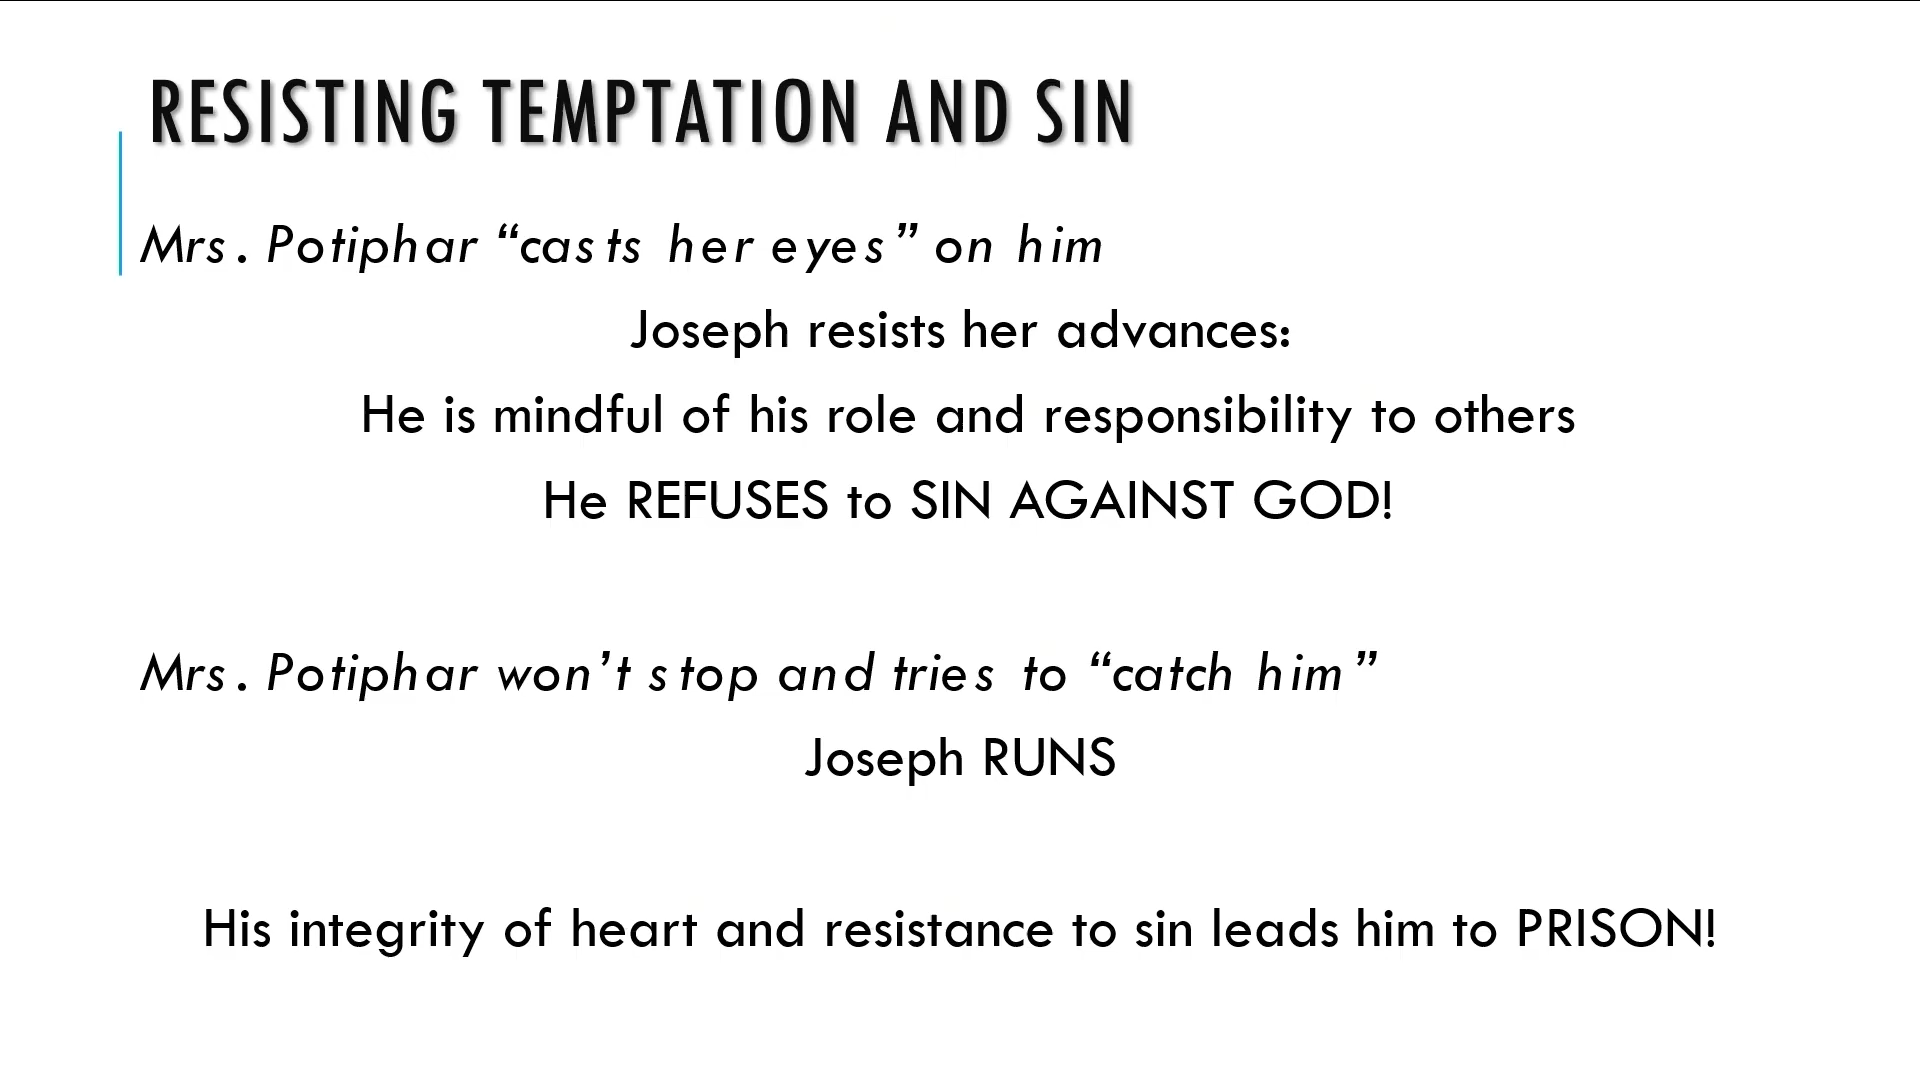 RESISTING TEMPTATION AND SIN
Mrs. Potiphar “casts her eyes” on him
Joseph resists her advances:
He is mindful of his role and responsibility to others
He REFUSES to SIN AGAINST GOD!
Mrs. Potiphar won’t stop and tries to “catch him”
Joseph RUNS
His integrity of heart and resistance to sin leads him to PRISON!